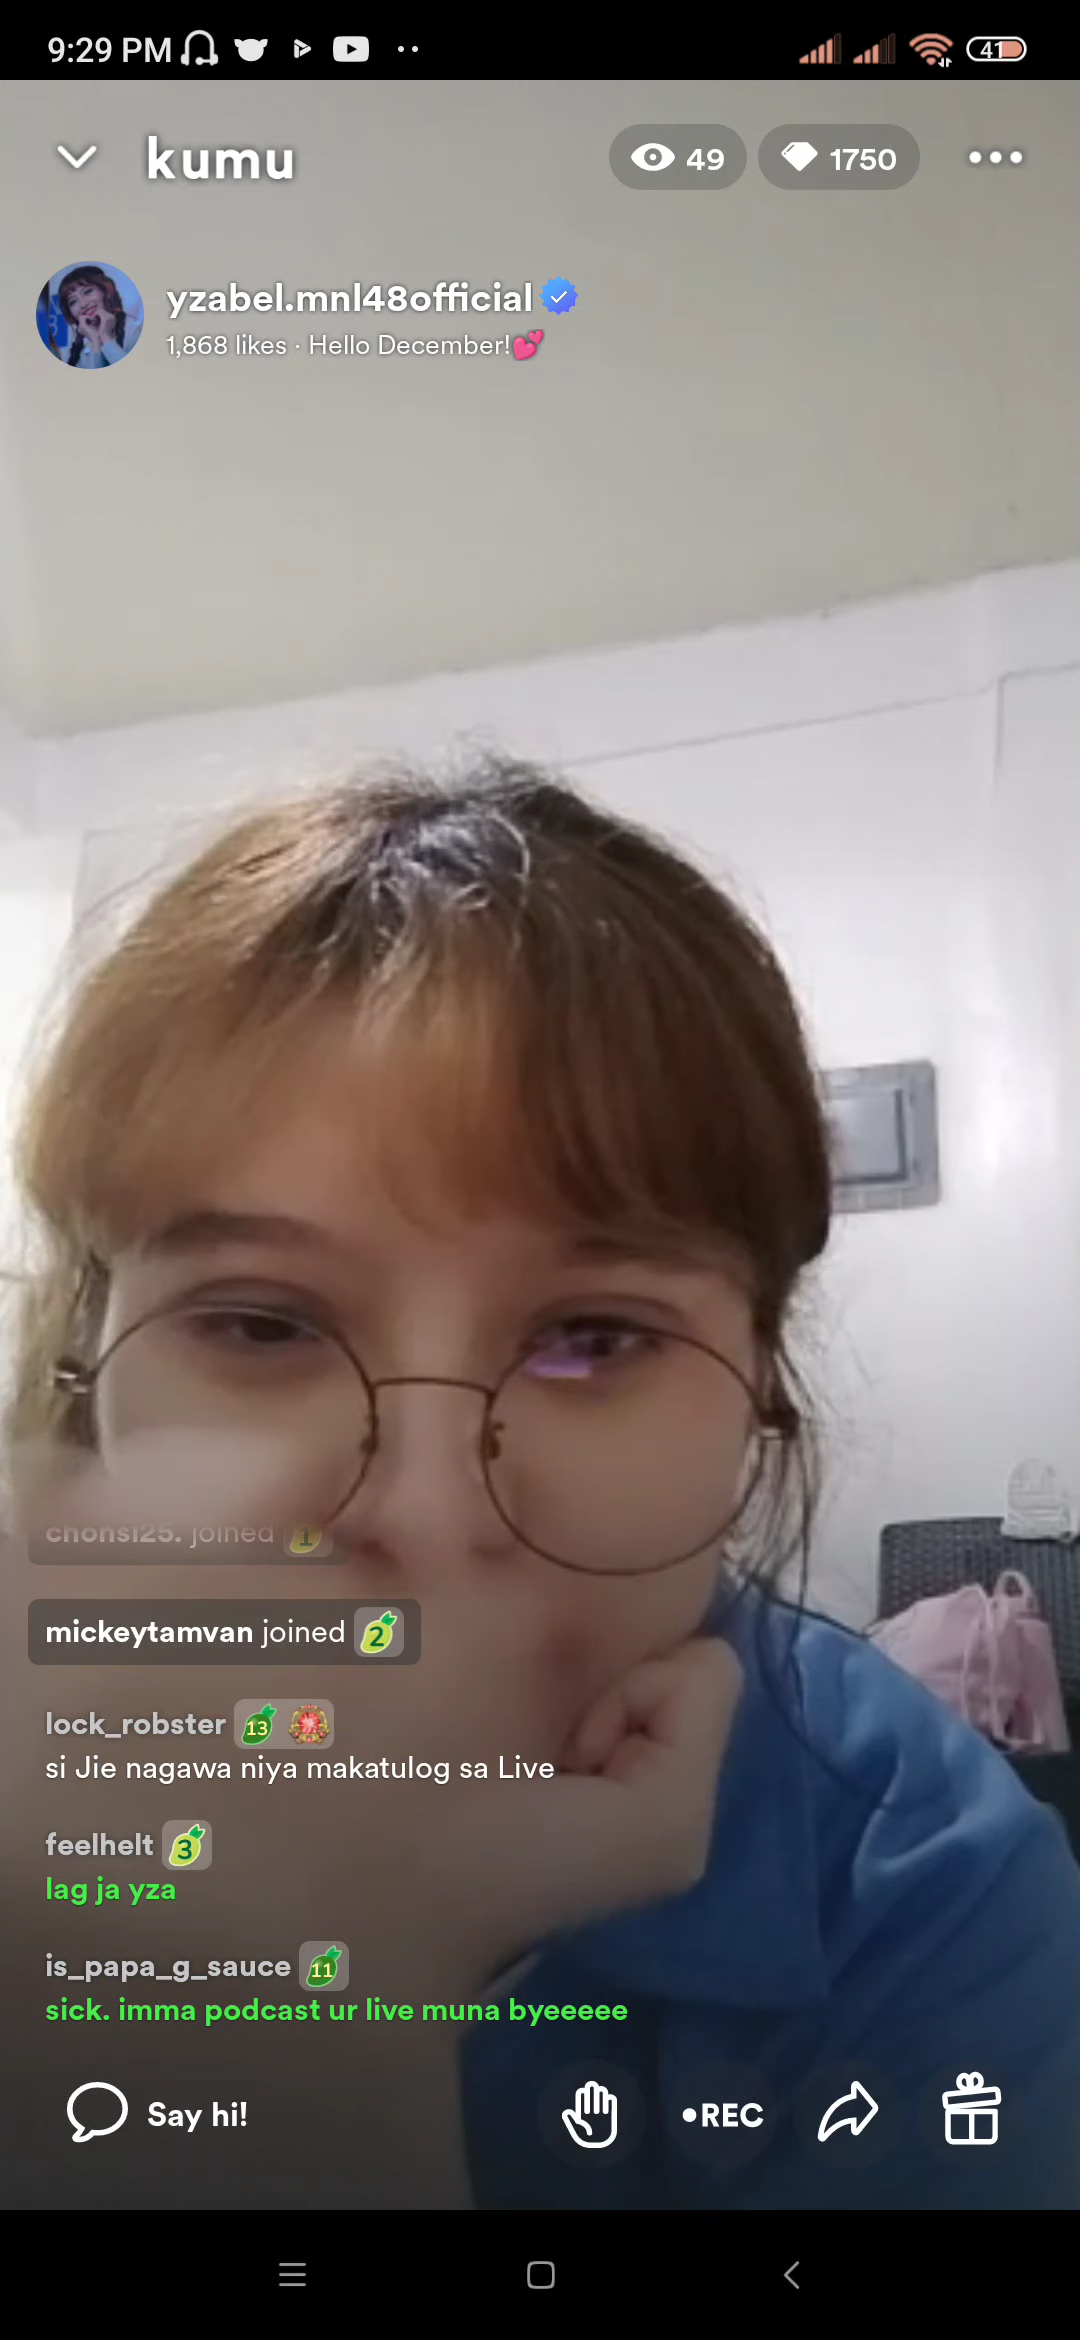 9:29 PM
41
kumu
49
1750
yzabel.mnl48official
1,868 likes · Hello December!💕
chonsi25. joined 1
mickeytamvan joined 2
lock_robster 13
si Jie nagawa niya makatulog sa Live
feelhelt 3
lag ja yza
is_papa_g_sauce 11
sick. imma podcast ur live muna byeeeee
Say hi!
•REC